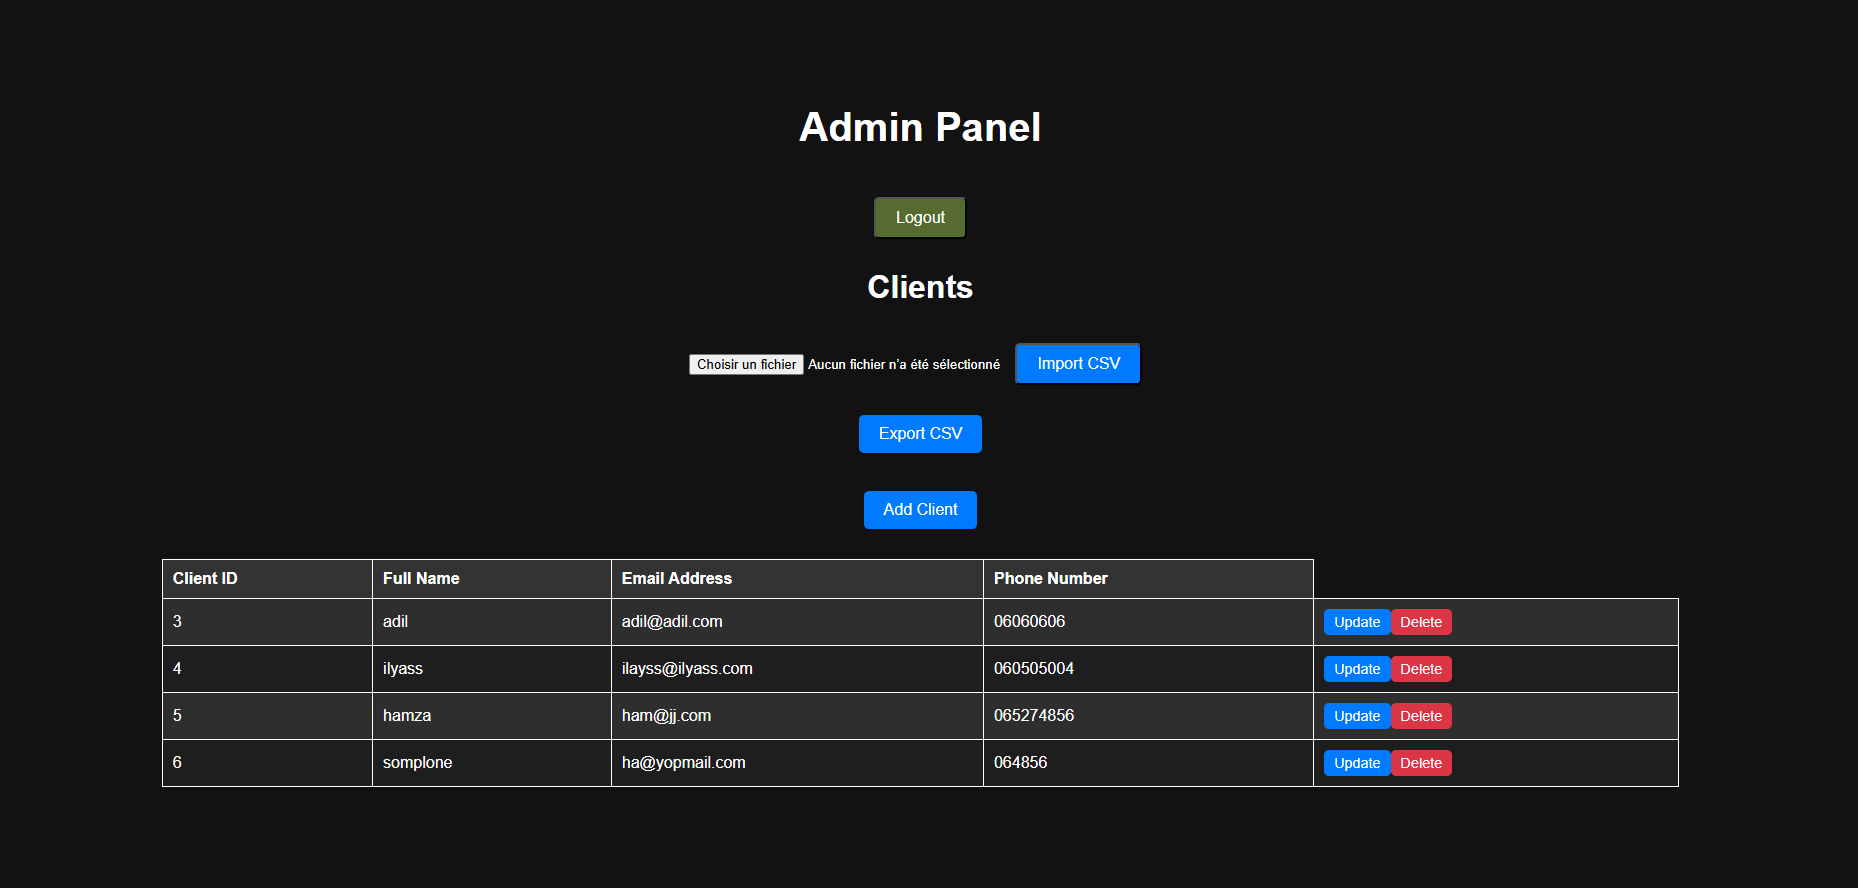 Admin Panel
Logout
Clients
Choisir un fichier Aucun fichier n’a été sélectionné Import CSV
Export CSV
Add Client
Client ID Full Name Email Address Phone Number
3 adil adil@adil.com 06060606 Update Delete
4 ilyass ilayss@ilyass.com 060505004 Update Delete
5 hamza ham@jj.com 065274856 Update Delete
6 somplone ha@yopmail.com 064856 Update Delete